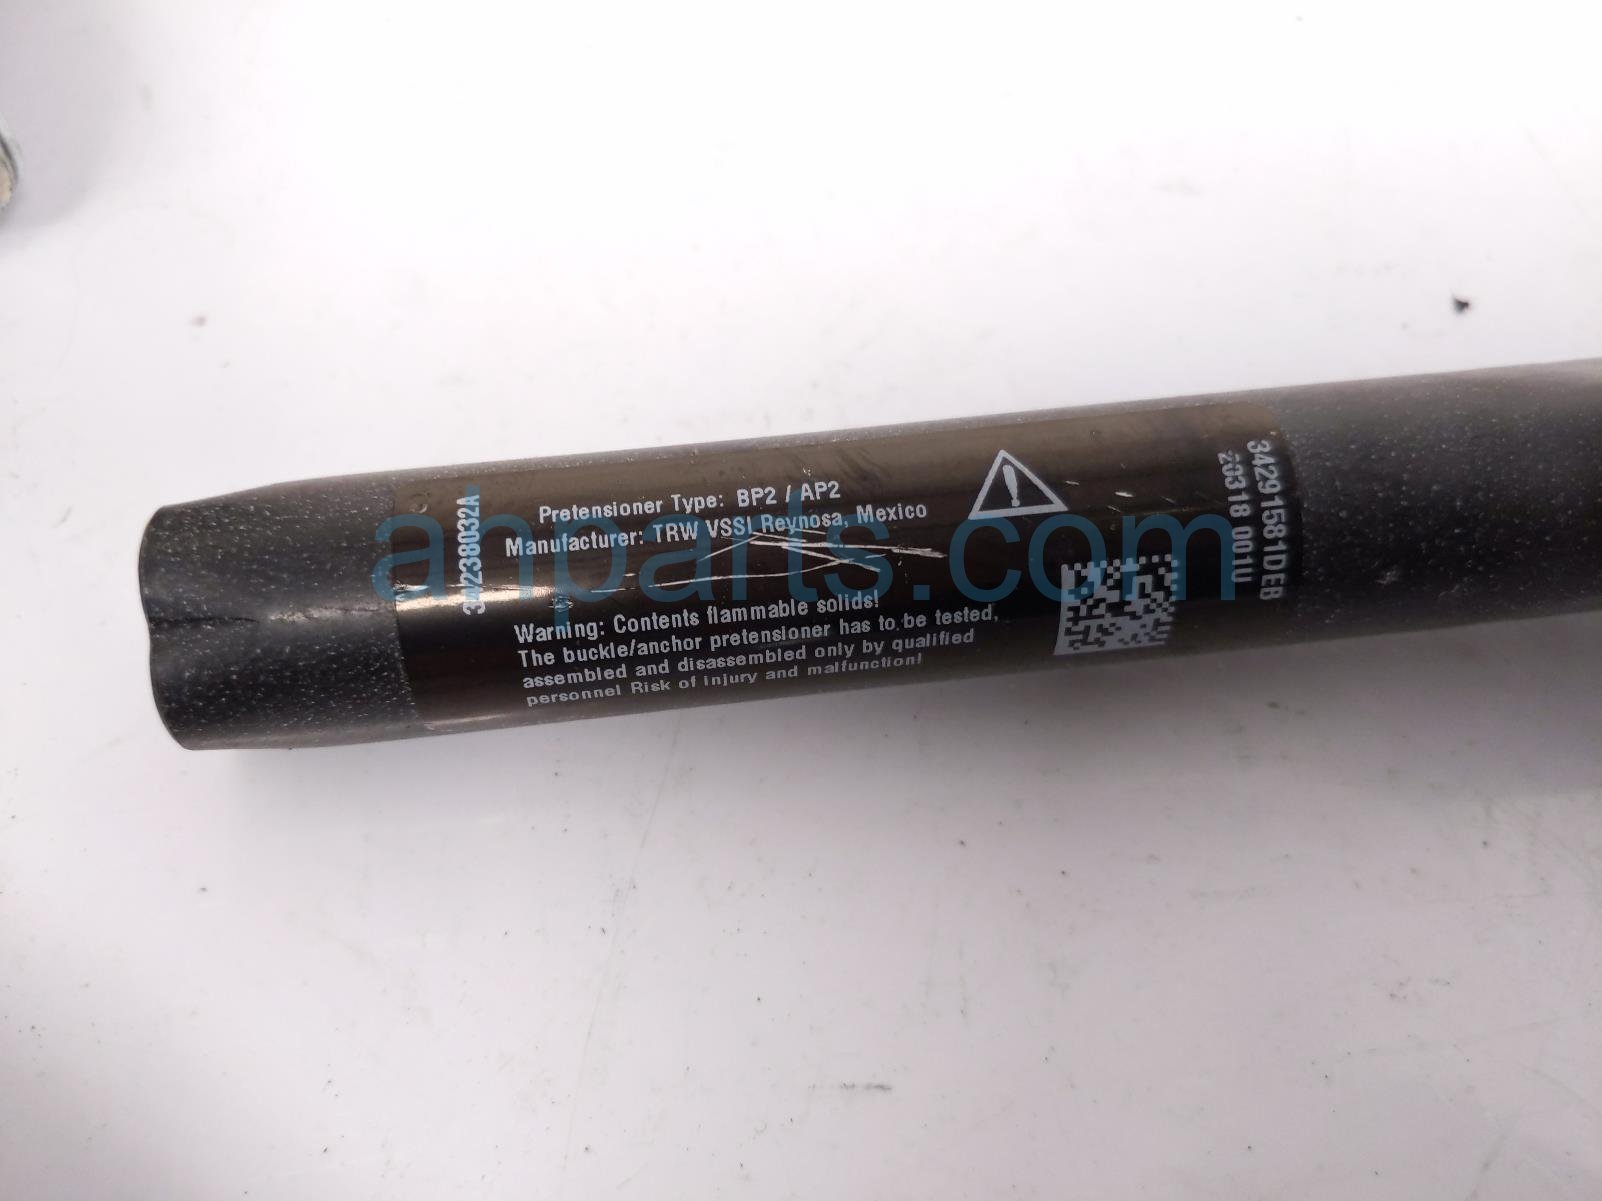 34238032A
Pretensioner Type: BP2 / AP2
Manufacturer: TRW VSSI Reynosa, Mexico
Warning: Contents flammable solids!
The buckle/anchor pretensioner has to be tested,
assembled and disassembled only by qualified
personnel Risk of injury and malfunction!
34291581DEB
20318 001U
ahparts.com